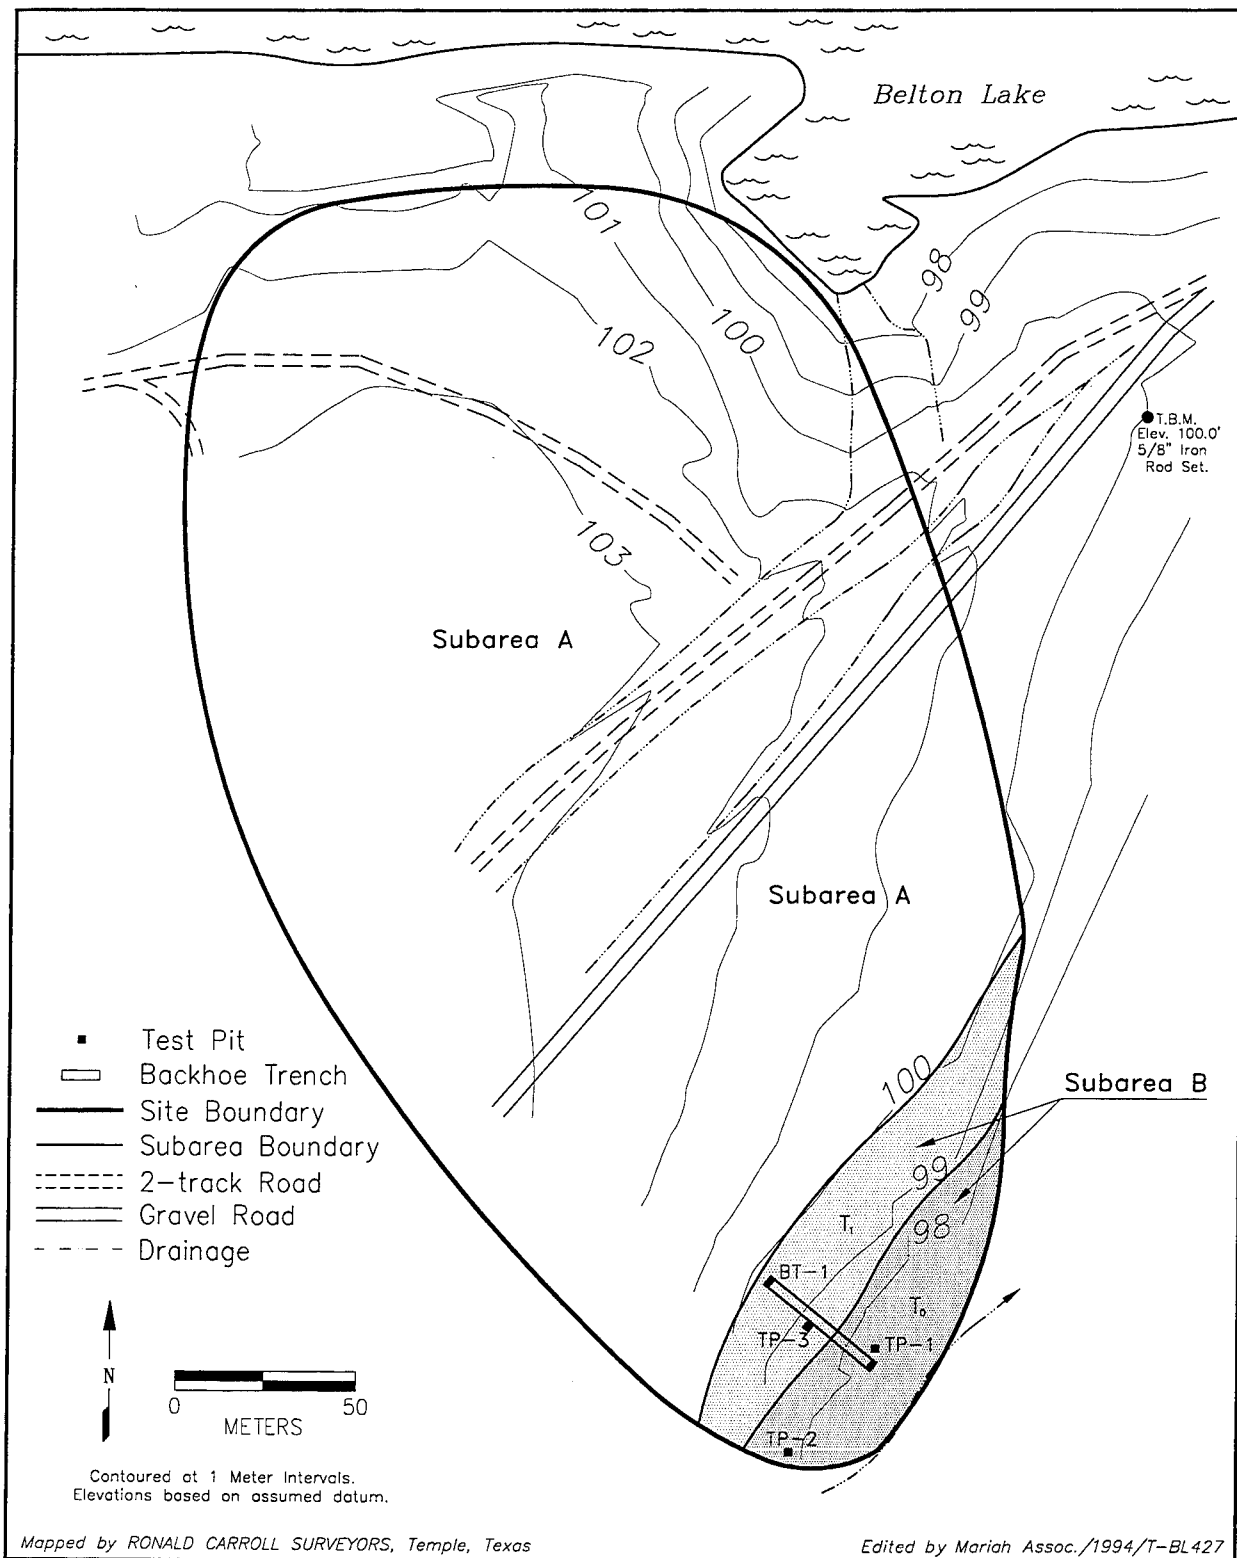 Belton Lake
101
98
99
102
100
T.B.M.
Elev. 100.0'
5/8" Iron
Rod Set.
103
Subarea A
Subarea A
Test Pit
Backhoe Trench
Site Boundary
Subarea Boundary
2-track Road
Gravel Road
Drainage
100
Subarea B
99
98
T₁
T₀
BT-1
TP-3
TP-1
TP-2
N
0 50
METERS
Contoured at 1 Meter Intervals.
Elevations based on assumed datum.
Mapped by RONALD CARROLL SURVEYORS, Temple, Texas
Edited by Mariah Assoc./1994/T-BL427